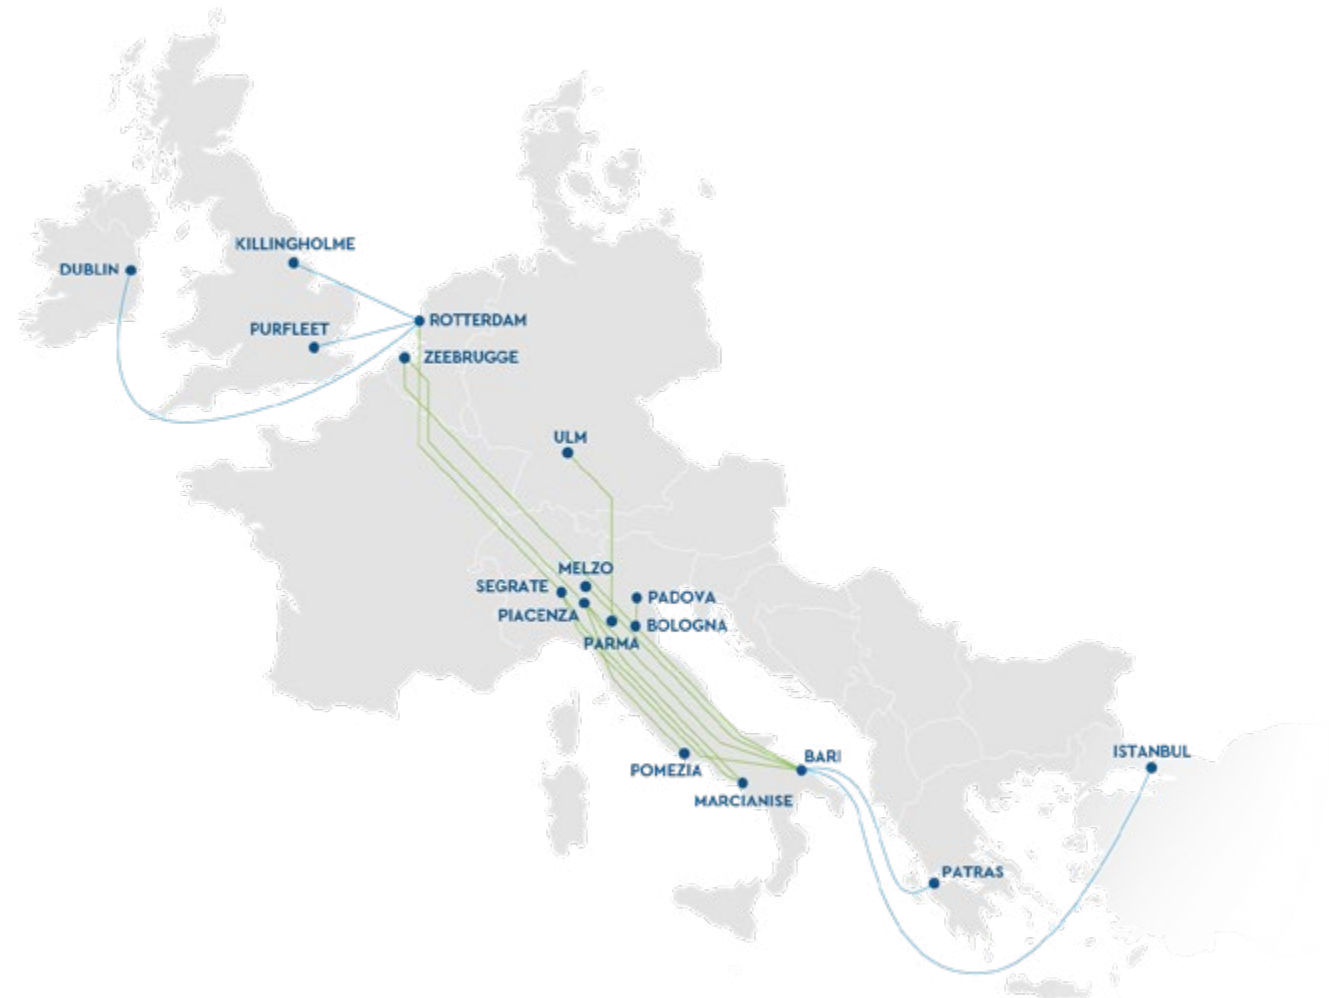 KILLINGHOLME
DUBLIN
ROTTERDAM
PURFLEET
ZEEBRUGGE
ULM
MELZO
SEGRATE
PADOVA
PIACENZA
BOLOGNA
PARMA
ISTANBUL
BARI
POMEZIA
MARCIANISE
PATRAS